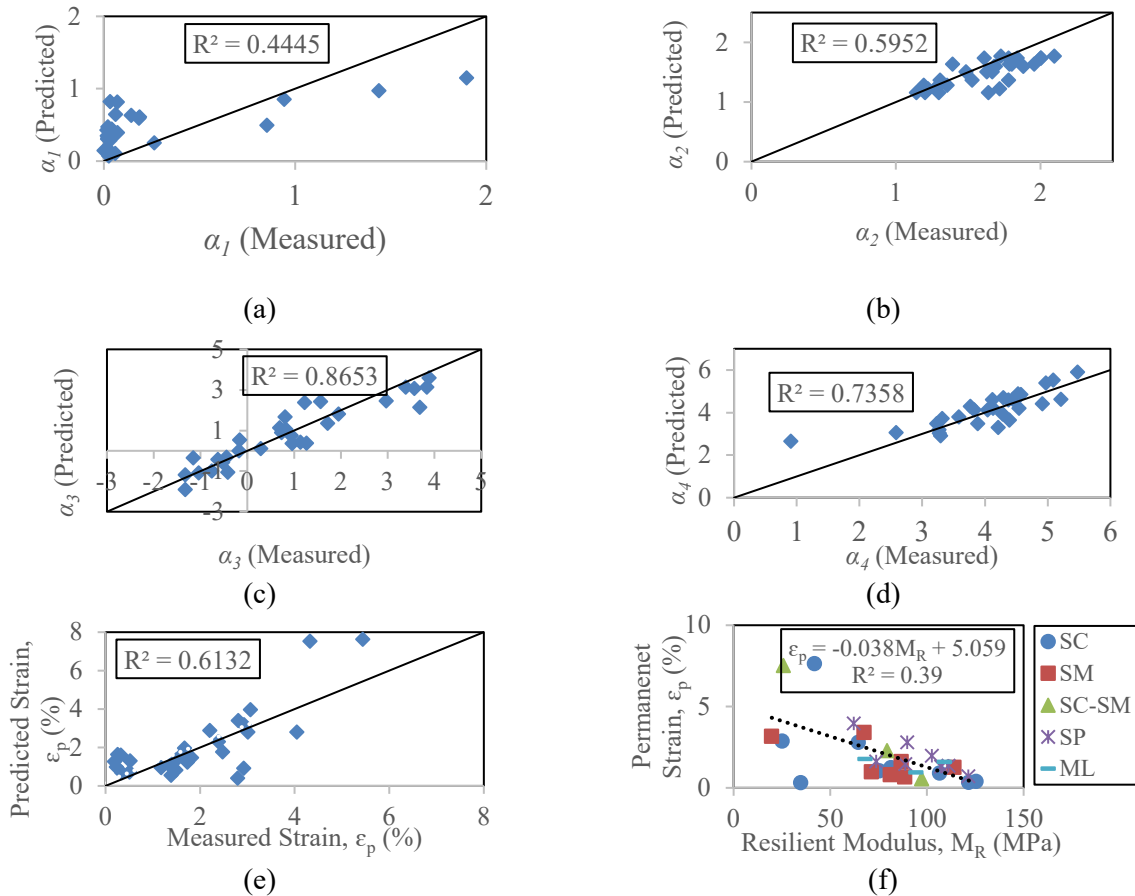 2
1
0
α1 (Predicted)
R² = 0.4445
0 1 2
α1 (Measured)
(a)
2
1
0
α2 (Predicted)
R² = 0.5952
0 1 2
α2 (Measured)
(b)
5
3
1
-3
α3 (Predicted)
R² = 0.8653
-3 -2 -1 0 1 2 3 4 5
α3 (Measured)
(c)
6
4
2
0
α4 (Predicted)
R² = 0.7358
0 1 2 3 4 5 6
α4 (Measured)
(d)
8
6
4
2
0
Predicted Strain,
εp (%)
R² = 0.6132
0 2 4 6 8
Measured Strain, εp (%)
(e)
10
5
0
Permanenet
Strain, εp (%)
εp = -0.038MR + 5.059
R² = 0.39
0 50 100 150
Resilient Modulus, MR (MPa)
SC
SM
SC-SM
SP
ML
(f)